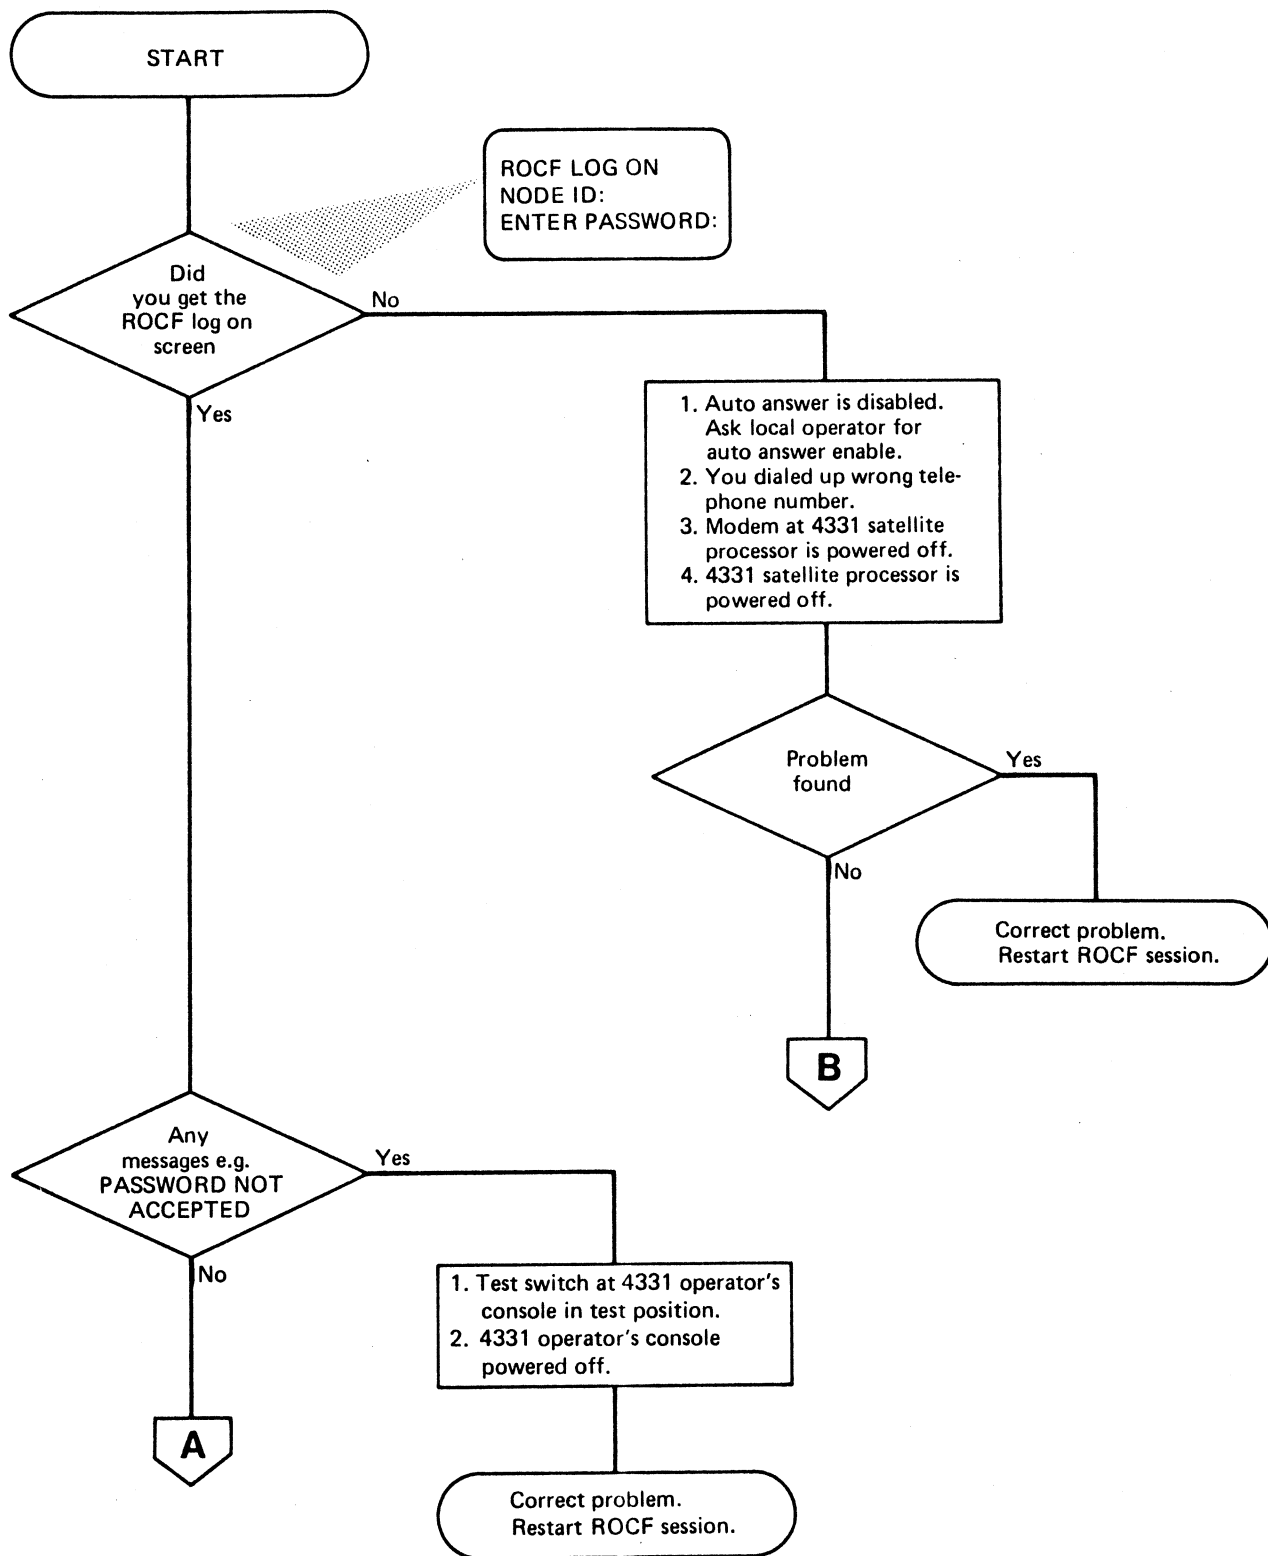 START
ROCF LOG ON
NODE ID:
ENTER PASSWORD:
Did
you get the
ROCF log on
screen
No
Yes
1. Auto answer is disabled.
Ask local operator for
auto answer enable.
2. You dialed up wrong tele-
phone number.
3. Modem at 4331 satellite
processor is powered off.
4. 4331 satellite processor is
powered off.
Problem
found
Yes
No
Correct problem.
Restart ROCF session.
B
Any
messages e.g.
PASSWORD NOT
ACCEPTED
Yes
No
1. Test switch at 4331 operator's
console in test position.
2. 4331 operator's console
powered off.
A
Correct problem.
Restart ROCF session.